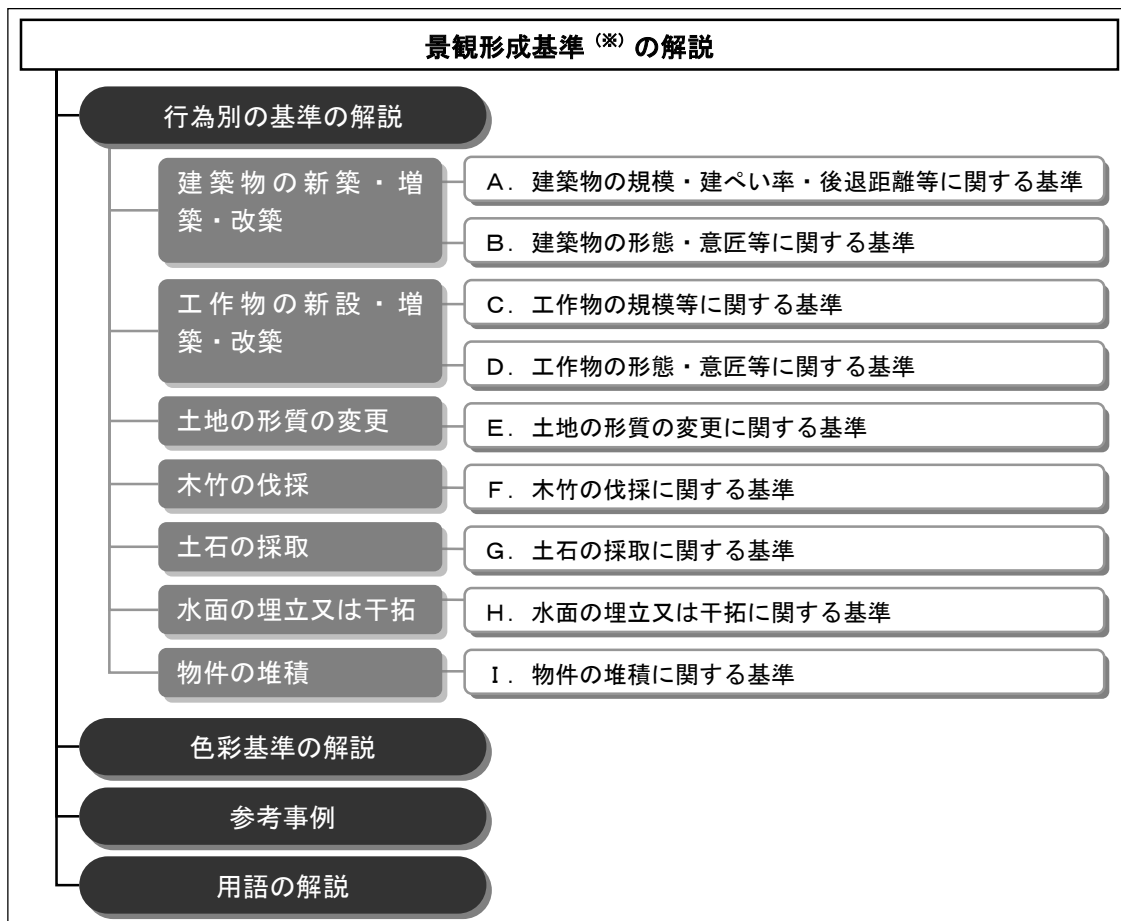 景観形成基準（※）の解説
行為別の基準の解説
建築物の新築・増
築・改築
A．建築物の規模・建ぺい率・後退距離等に関する基準
B．建築物の形態・意匠等に関する基準
工作物の新設・増
築・改築
C．工作物の規模等に関する基準
D．工作物の形態・意匠等に関する基準
土地の形質の変更
E．土地の形質の変更に関する基準
木竹の伐採
F．木竹の伐採に関する基準
土石の採取
G．土石の採取に関する基準
水面の埋立又は干拓
H．水面の埋立又は干拓に関する基準
物件の堆積
I．物件の堆積に関する基準
色彩基準の解説
参考事例
用語の解説